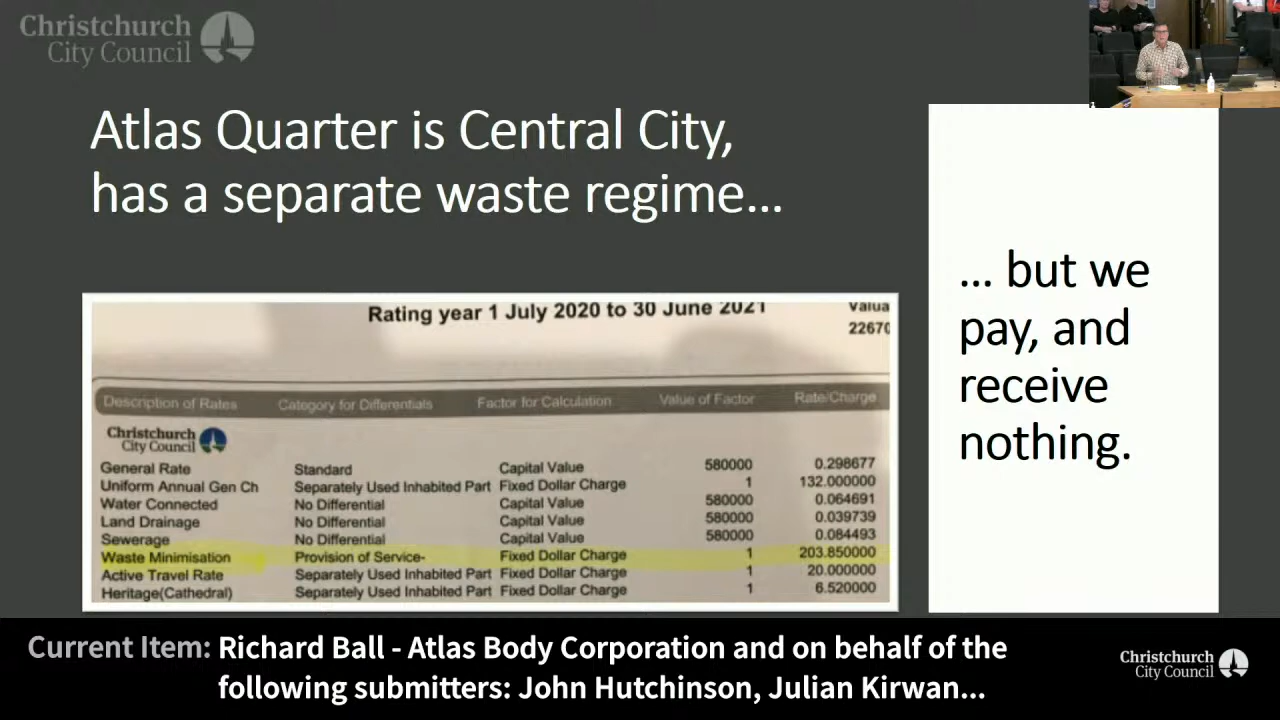 Christchurch
City Council
Atlas Quarter is Central City,
has a separate waste regime...
... but we
pay, and
receive
nothing.
Rating year 1 July 2020 to 30 June 2021
Valua
22670
Description of Rates Category for Differentials Factor for Calculation Value of Factor Rate/Charge
Christchurch
City Council
General Rate Standard Capital Value 580000 0.298677
Uniform Annual Gen Ch Separately Used Inhabited Part Fixed Dollar Charge 1 132.000000
Water Connected No Differential Capital Value 580000 0.064691
Land Drainage No Differential Capital Value 580000 0.039739
Sewerage No Differential Capital Value 580000 0.084493
Waste Minimisation Provision of Service- Fixed Dollar Charge 1 203.850000
Active Travel Rate Separately Used Inhabited Part Fixed Dollar Charge 1 20.000000
Heritage(Cathedral) Separately Used Inhabited Part Fixed Dollar Charge 1 6.520000
Current Item: Richard Ball - Atlas Body Corporation and on behalf of the
following submitters: John Hutchinson, Julian Kirwan...
Christchurch
City Council